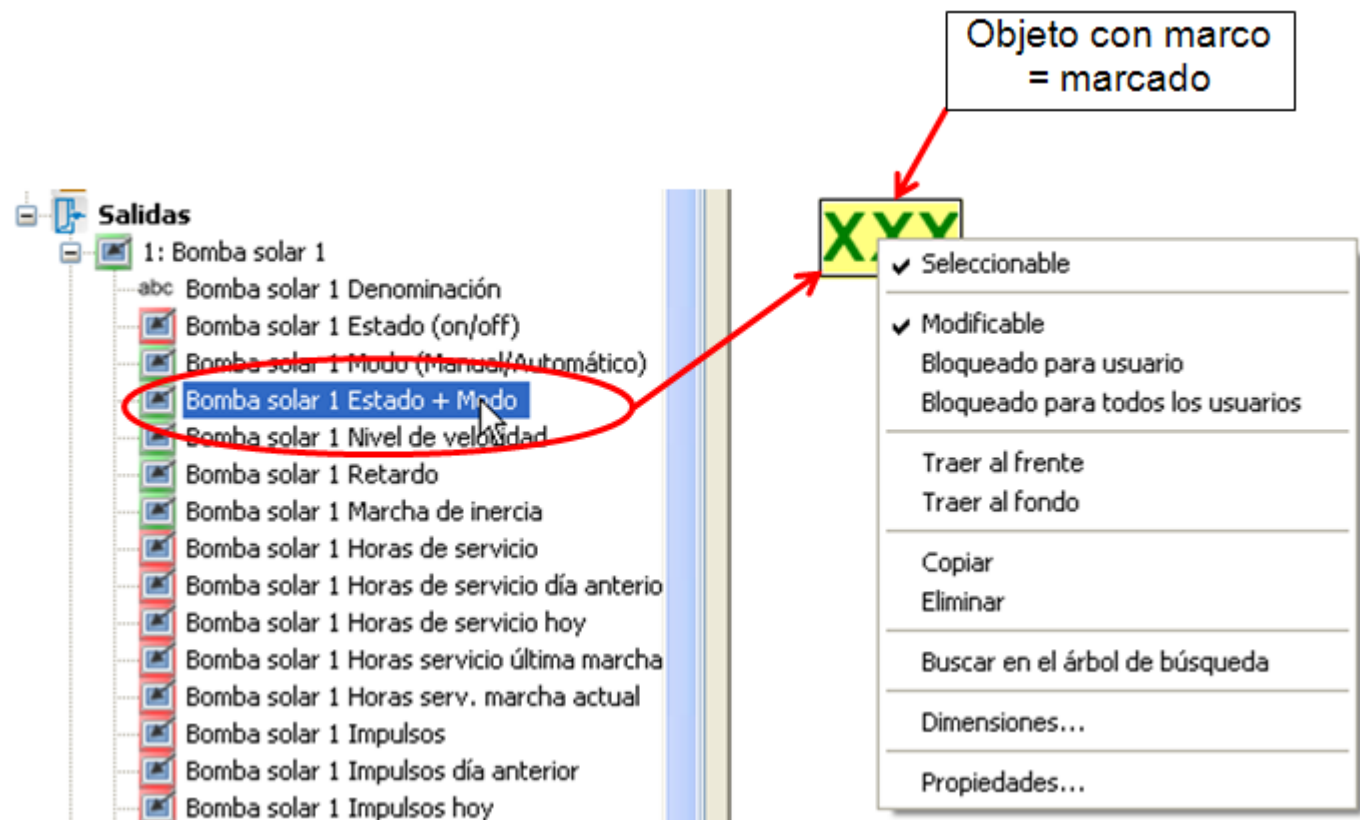 Objeto con marco
= marcado
Salidas
1: Bomba solar 1
abc Bomba solar 1 Denominación
Bomba solar 1 Estado (on/off)
Bomba solar 1 Modo (Manual/Automático)
Bomba solar 1 Estado + Modo
Bomba solar 1 Nivel de velocidad
Bomba solar 1 Retardo
Bomba solar 1 Marcha de inercia
Bomba solar 1 Horas de servicio
Bomba solar 1 Horas de servicio día anterio
Bomba solar 1 Horas de servicio hoy
Bomba solar 1 Horas servicio última marcha
Bomba solar 1 Horas serv. marcha actual
Bomba solar 1 Impulsos
Bomba solar 1 Impulsos día anterior
Bomba solar 1 Impulsos hoy
XXX
Seleccionable
Modificable
Bloqueado para usuario
Bloqueado para todos los usuarios
Traer al frente
Traer al fondo
Copiar
Eliminar
Buscar en el árbol de búsqueda
Dimensiones...
Propiedades...